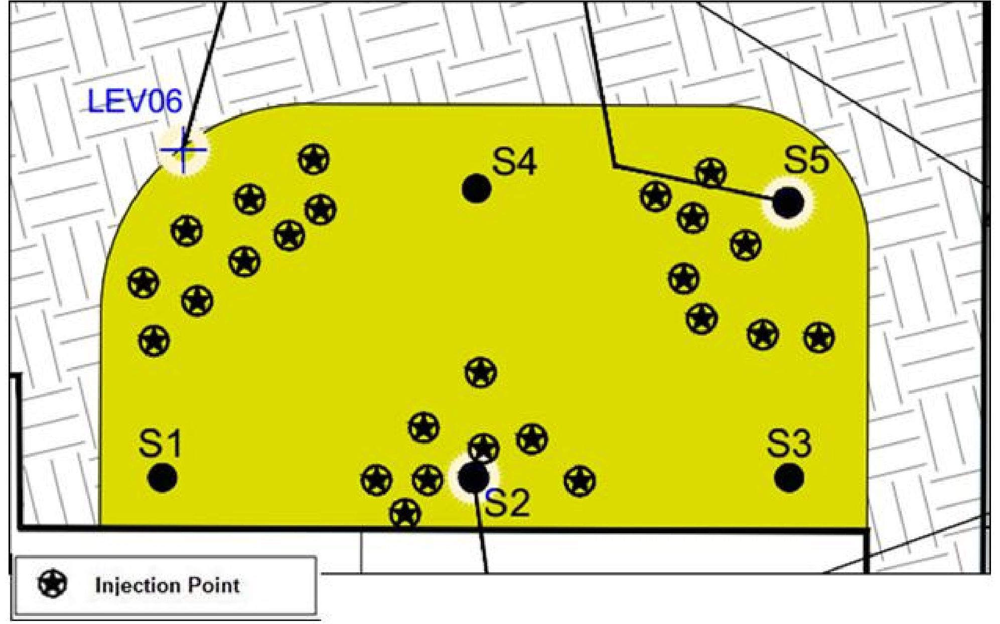 LEV06
S4
S5
S1
S3
S2
Injection Point